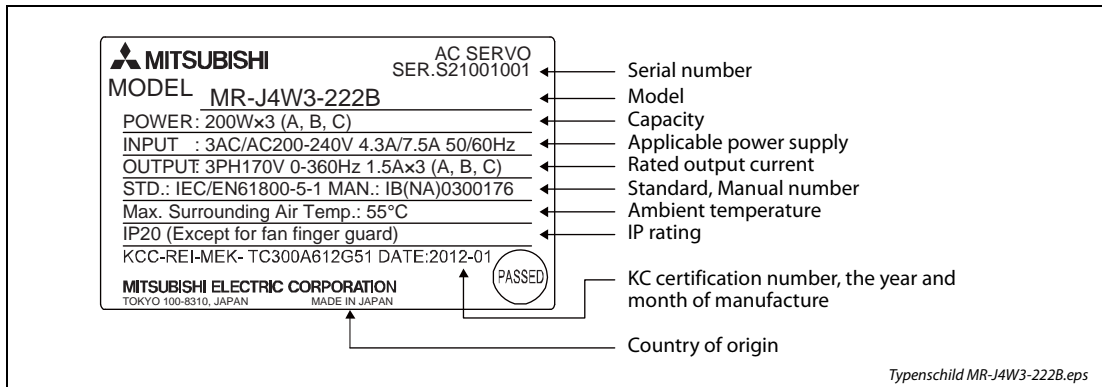 MITSUBISHI
AC SERVO
SER.S21001001
MODEL MR-J4W3-222B
POWER: 200W×3 (A, B, C)
INPUT : 3AC/AC200-240V 4.3A/7.5A 50/60Hz
OUTPUT: 3PH170V 0-360Hz 1.5A×3 (A, B, C)
STD.: IEC/EN61800-5-1 MAN.: IB(NA)0300176
Max. Surrounding Air Temp.: 55°C
IP20 (Except for fan finger guard)
KCC-REI-MEK- TC300A612G51 DATE:2012-01
PASSED
MITSUBISHI ELECTRIC CORPORATION
TOKYO 100-8310, JAPAN MADE IN JAPAN
Serial number
Model
Capacity
Applicable power supply
Rated output current
Standard, Manual number
Ambient temperature
IP rating
KC certification number, the year and
month of manufacture
Country of origin
Typenschild MR-J4W3-222B.eps